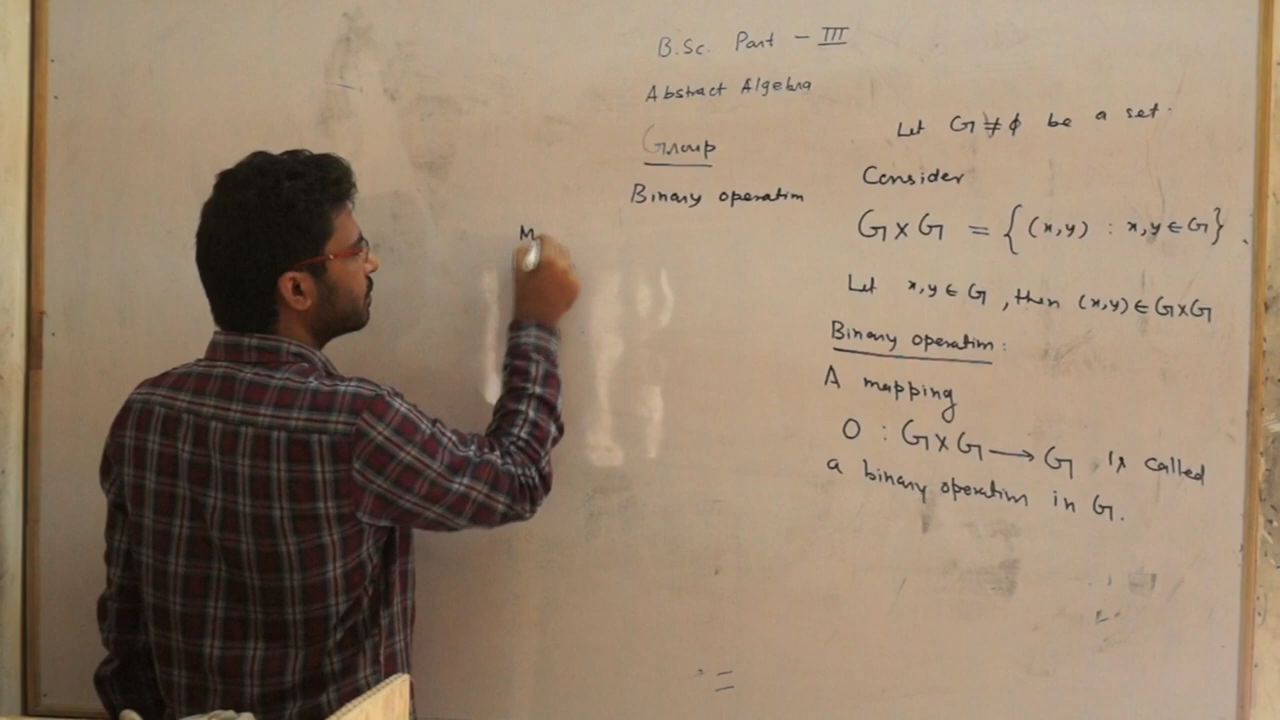 B.Sc. Part - III
Abstract Algebra
Group
Binary operation
M
Let G ≠ ϕ be a set.
Consider
G×G = {(x,y) : x,y ∈ G}.
Let x,y ∈ G, then (x,y) ∈ G×G
Binary operation:
A mapping
O : G×G → G is called
a binary operation in G.
=